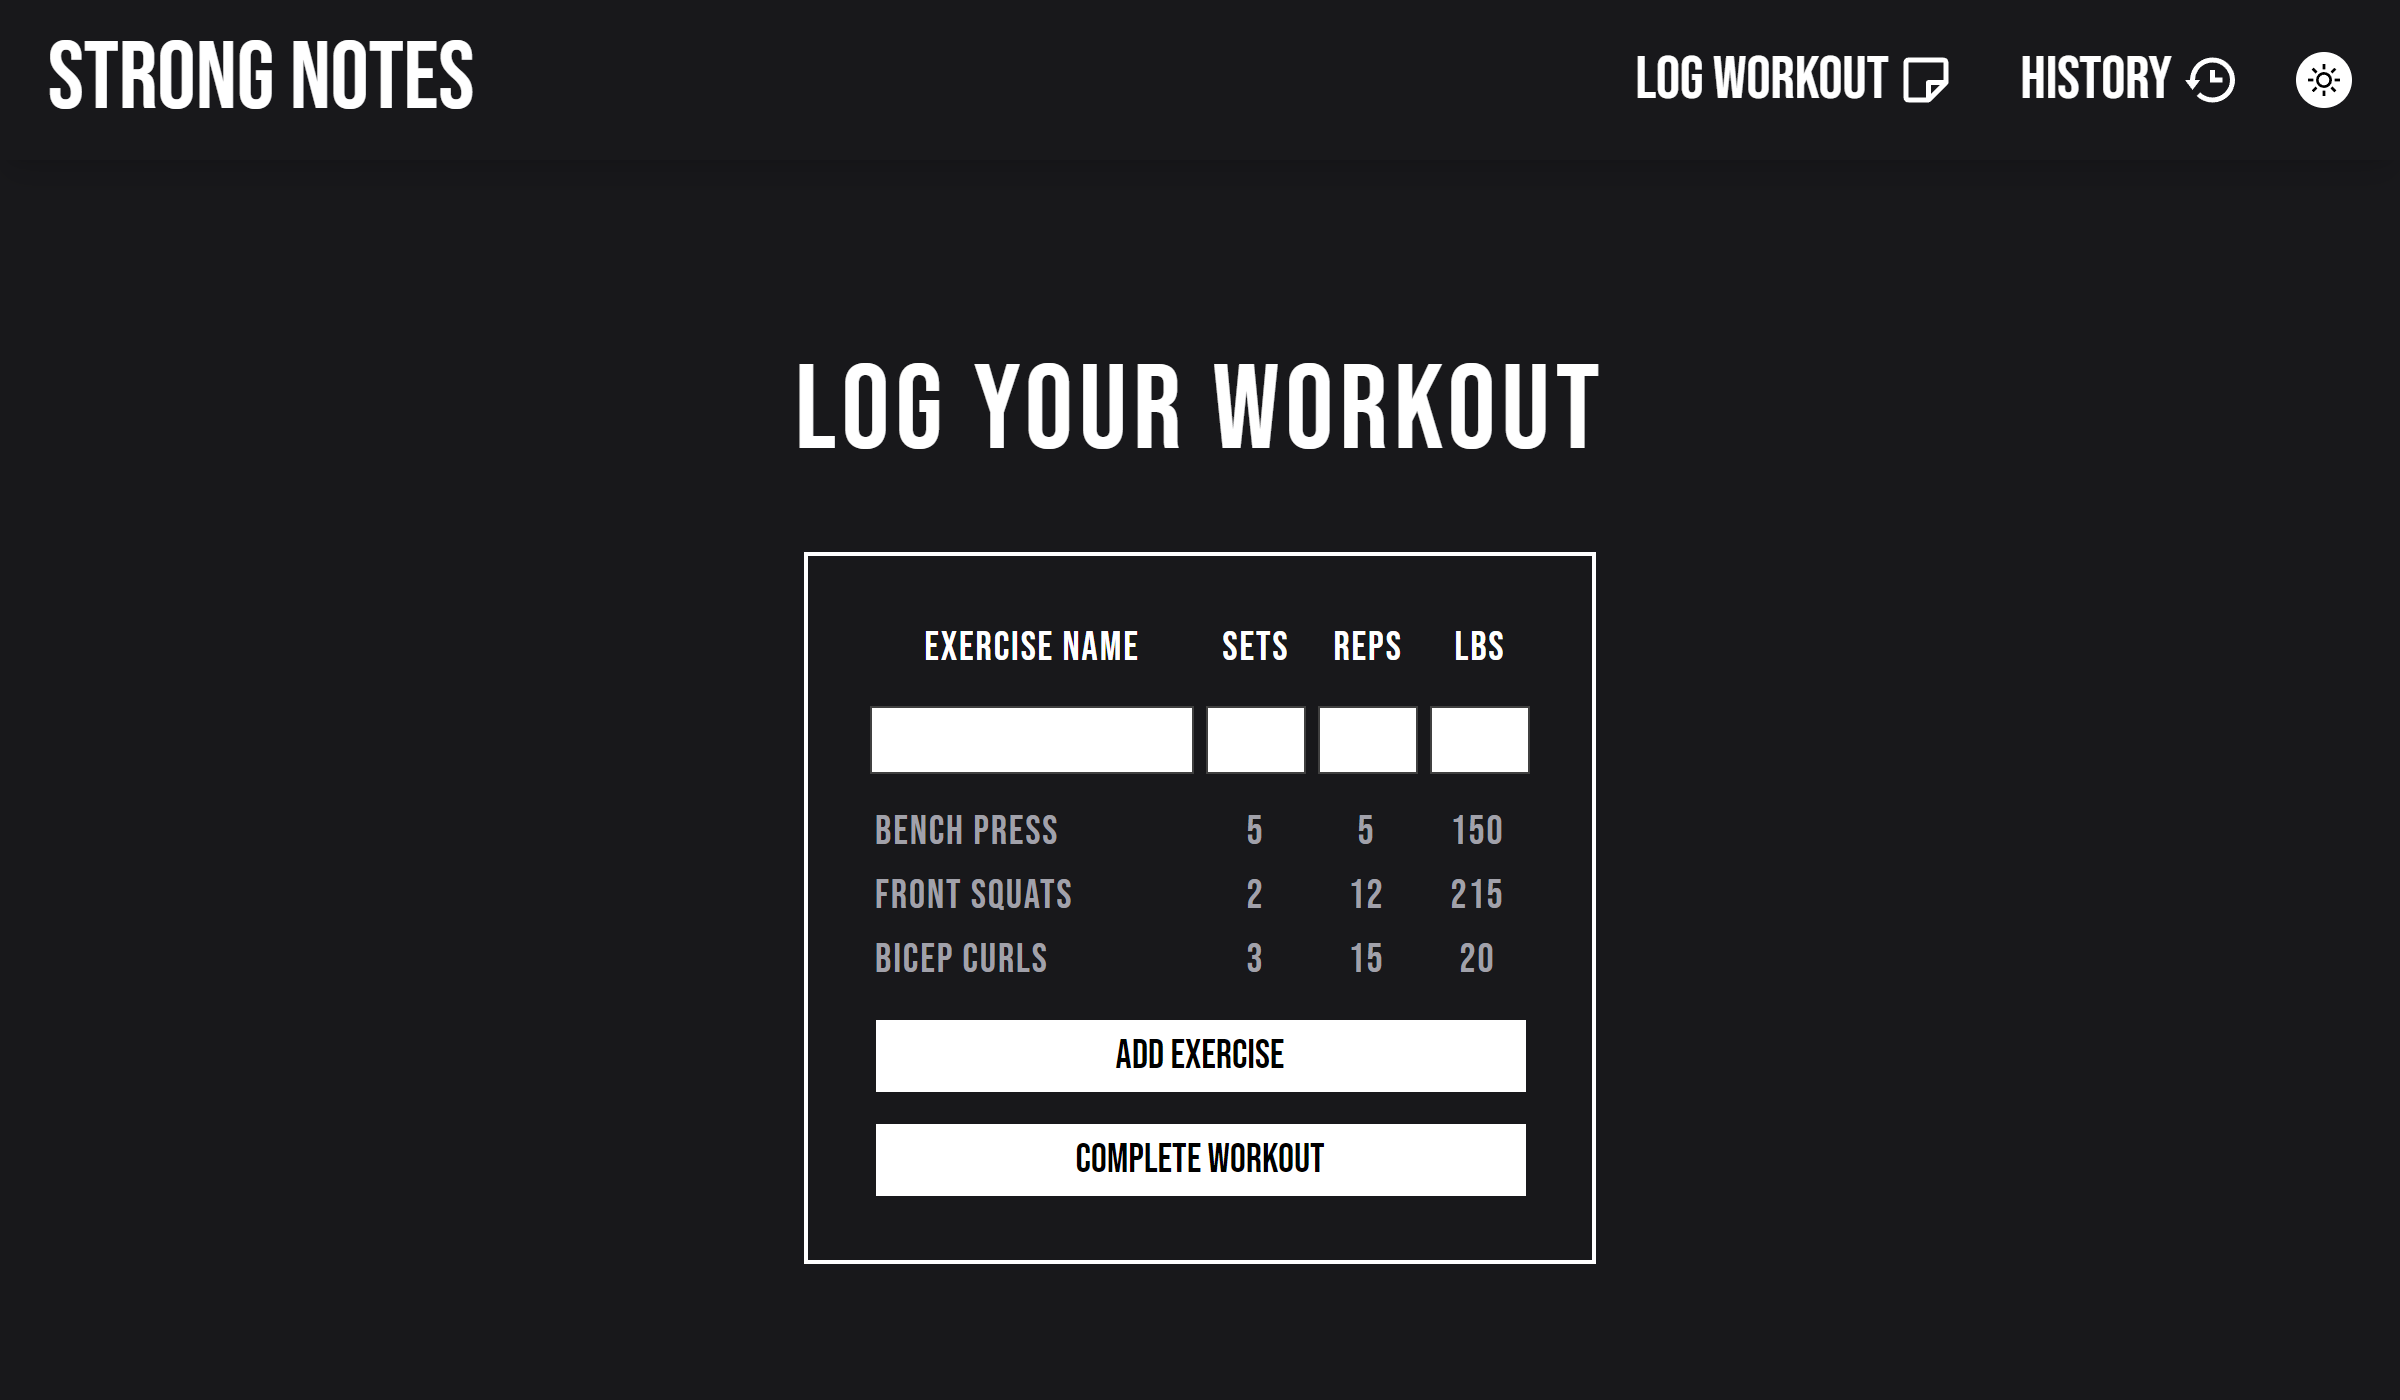 STRONG NOTES
LOG WORKOUT
HISTORY
LOG YOUR WORKOUT
EXERCISE NAME SETS REPS LBS
BENCH PRESS 5 5 150
FRONT SQUATS 2 12 215
BICEP CURLS 3 15 20
ADD EXERCISE
COMPLETE WORKOUT